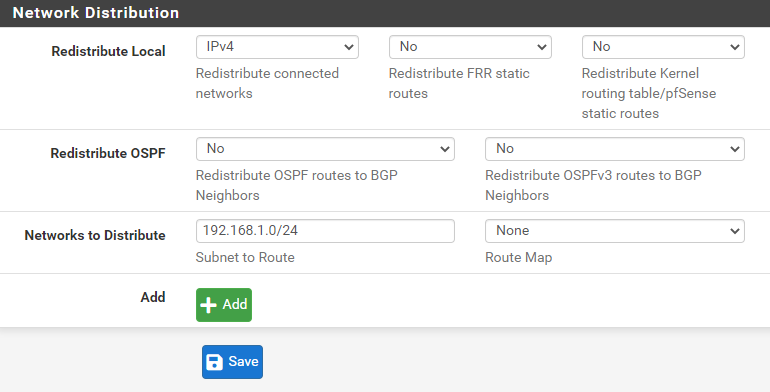 Network Distribution
Redistribute Local
IPv4
No
No
Redistribute connected
networks
Redistribute FRR static
routes
Redistribute Kernel
routing table/pfSense
static routes
Redistribute OSPF
No
No
Redistribute OSPF routes to BGP
Neighbors
Redistribute OSPFv3 routes to BGP
Neighbors
Networks to Distribute
192.168.1.0/24
None
Subnet to Route
Route Map
Add
Add
Save